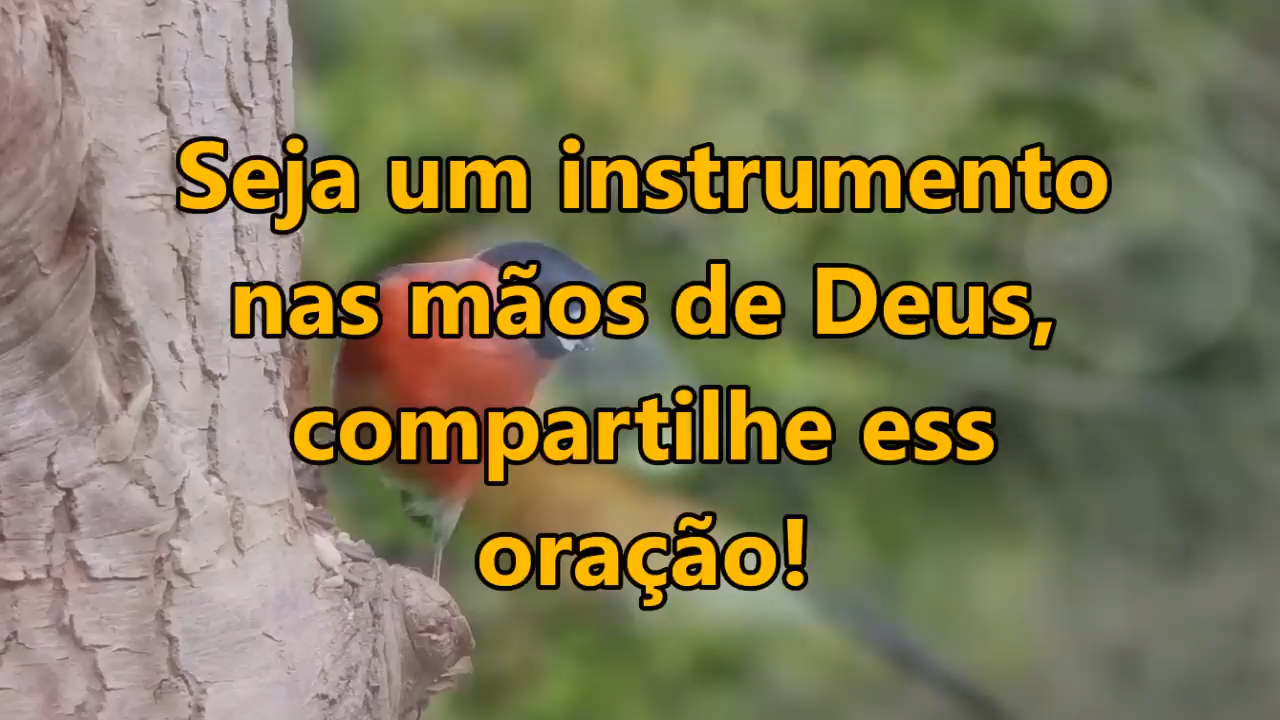 Seja um instrumento
nas mãos de Deus,
compartilhe ess
oração!